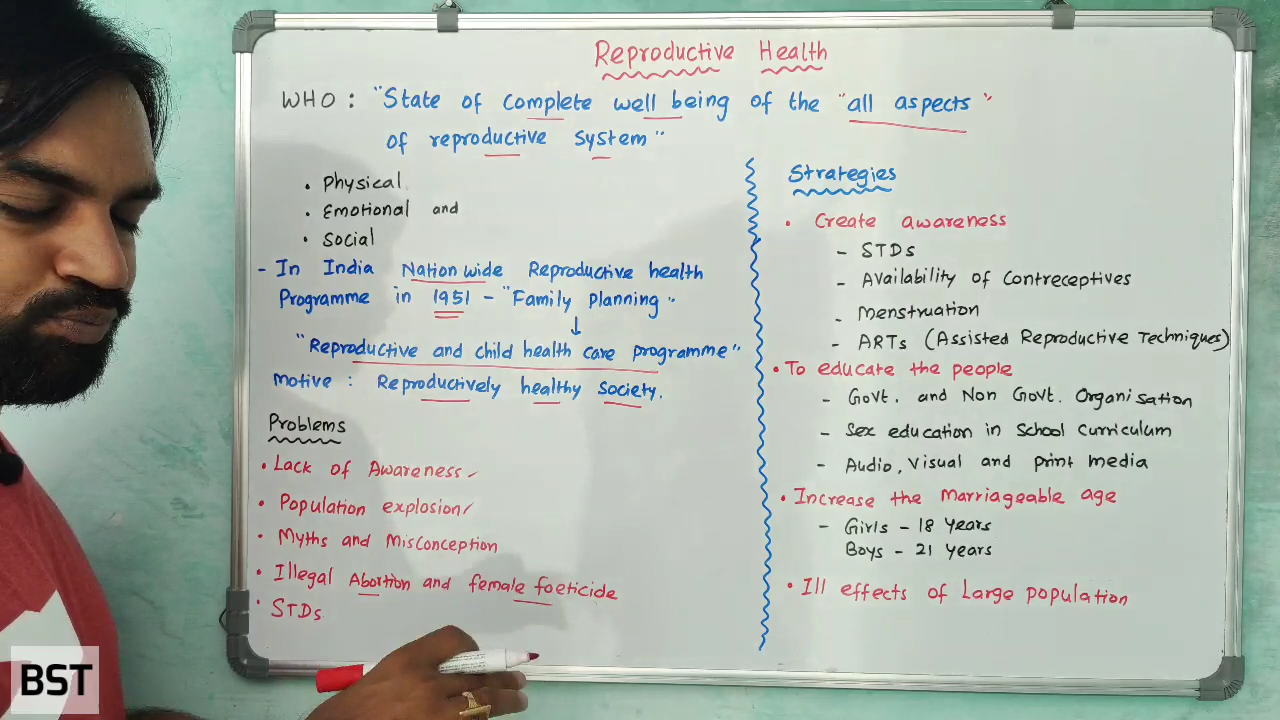 Reproductive Health
WHO : "State of complete well being of the "all aspects"
of reproductive system"
• Physical
• Emotional and
• Social
- In India Nation wide Reproductive health
Programme in 1951 - "Family planning"
↓
"Reproductive and child health care programme"
motive : Reproductively healthy society.
Problems
• Lack of Awareness
• Population explosion
• Myths and Misconception
• Illegal Abortion and female foeticide
• STDs
Strategies
• Create awareness
- STDs
- Availability of Contreceptives
- Menstruation
- ARTs (Assisted Reproductive Techniques)
• To educate the people
- Govt. and Non Govt. Organisation
- Sex education in School Curriculum
- Audio, Visual and print media
• Increase the Marriageable age
- Girls - 18 Years
Boys - 21 Years
• Ill effects of Large population
BST